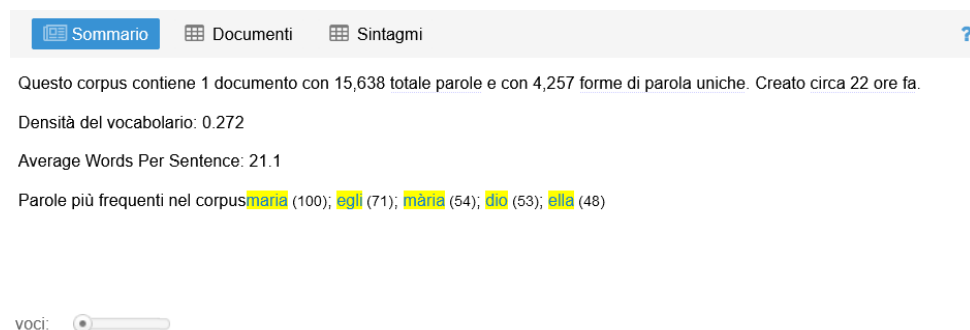 Sommario Documenti Sintagmi ?
Questo corpus contiene 1 documento con 15,638 totale parole e con 4,257 forme di parola uniche. Creato circa 22 ore fa.
Densità del vocabolario: 0.272
Average Words Per Sentence: 21.1
Parole più frequenti nel corpusmaria (100); egli (71); mària (54); dio (53); ella (48)
voci: